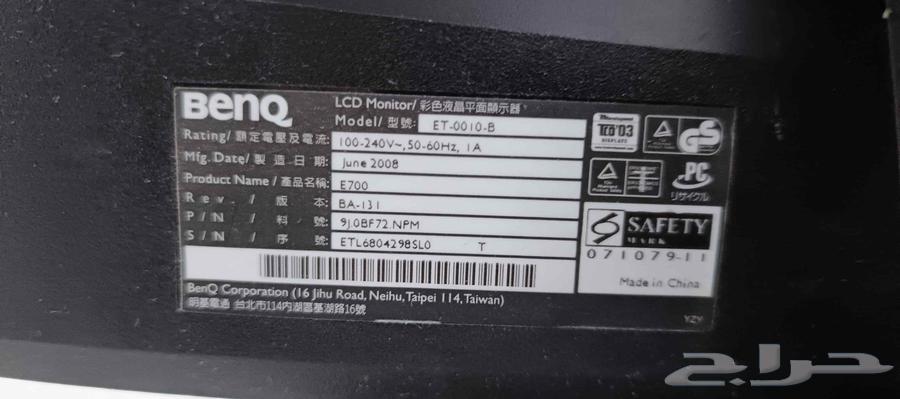 BenQ
LCD Monitor/ 彩色液晶平面顯示器
Model/ 型號: ET-0010-B
Rating/ 額定電壓及電流: 100-240V~, 50-60Hz, 1A
Mfg. Date/ 製造日期: June 2008
Product Name / 產品名稱: E700
Rev. / 版本: BA-131
P/N / 料號: 9J.0BF72.NPM
S/N / 序號: ETL6804298SL0 T
TCO'03
DISPLAYS
GS
PC
リサイクル
SAFETY
MARK
071079-11
Made in China
BenQ Corporation (16 Jihu Road, Neihu, Taipei 114, Taiwan)
明基電通 台北市114內湖區基湖路16號
YZY
حراج